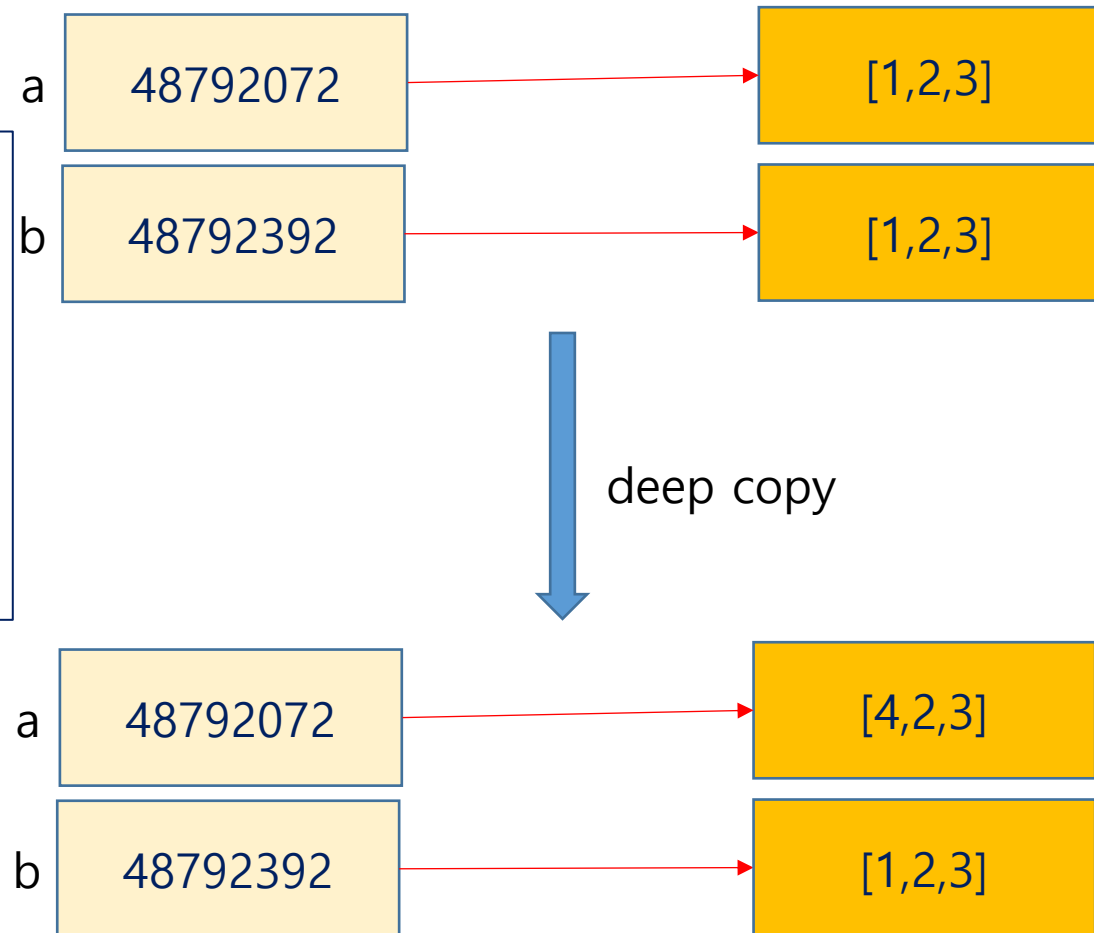 a 48792072 [1,2,3]
b 48792392 [1,2,3]
deep copy
a 48792072 [4,2,3]
b 48792392 [1,2,3]